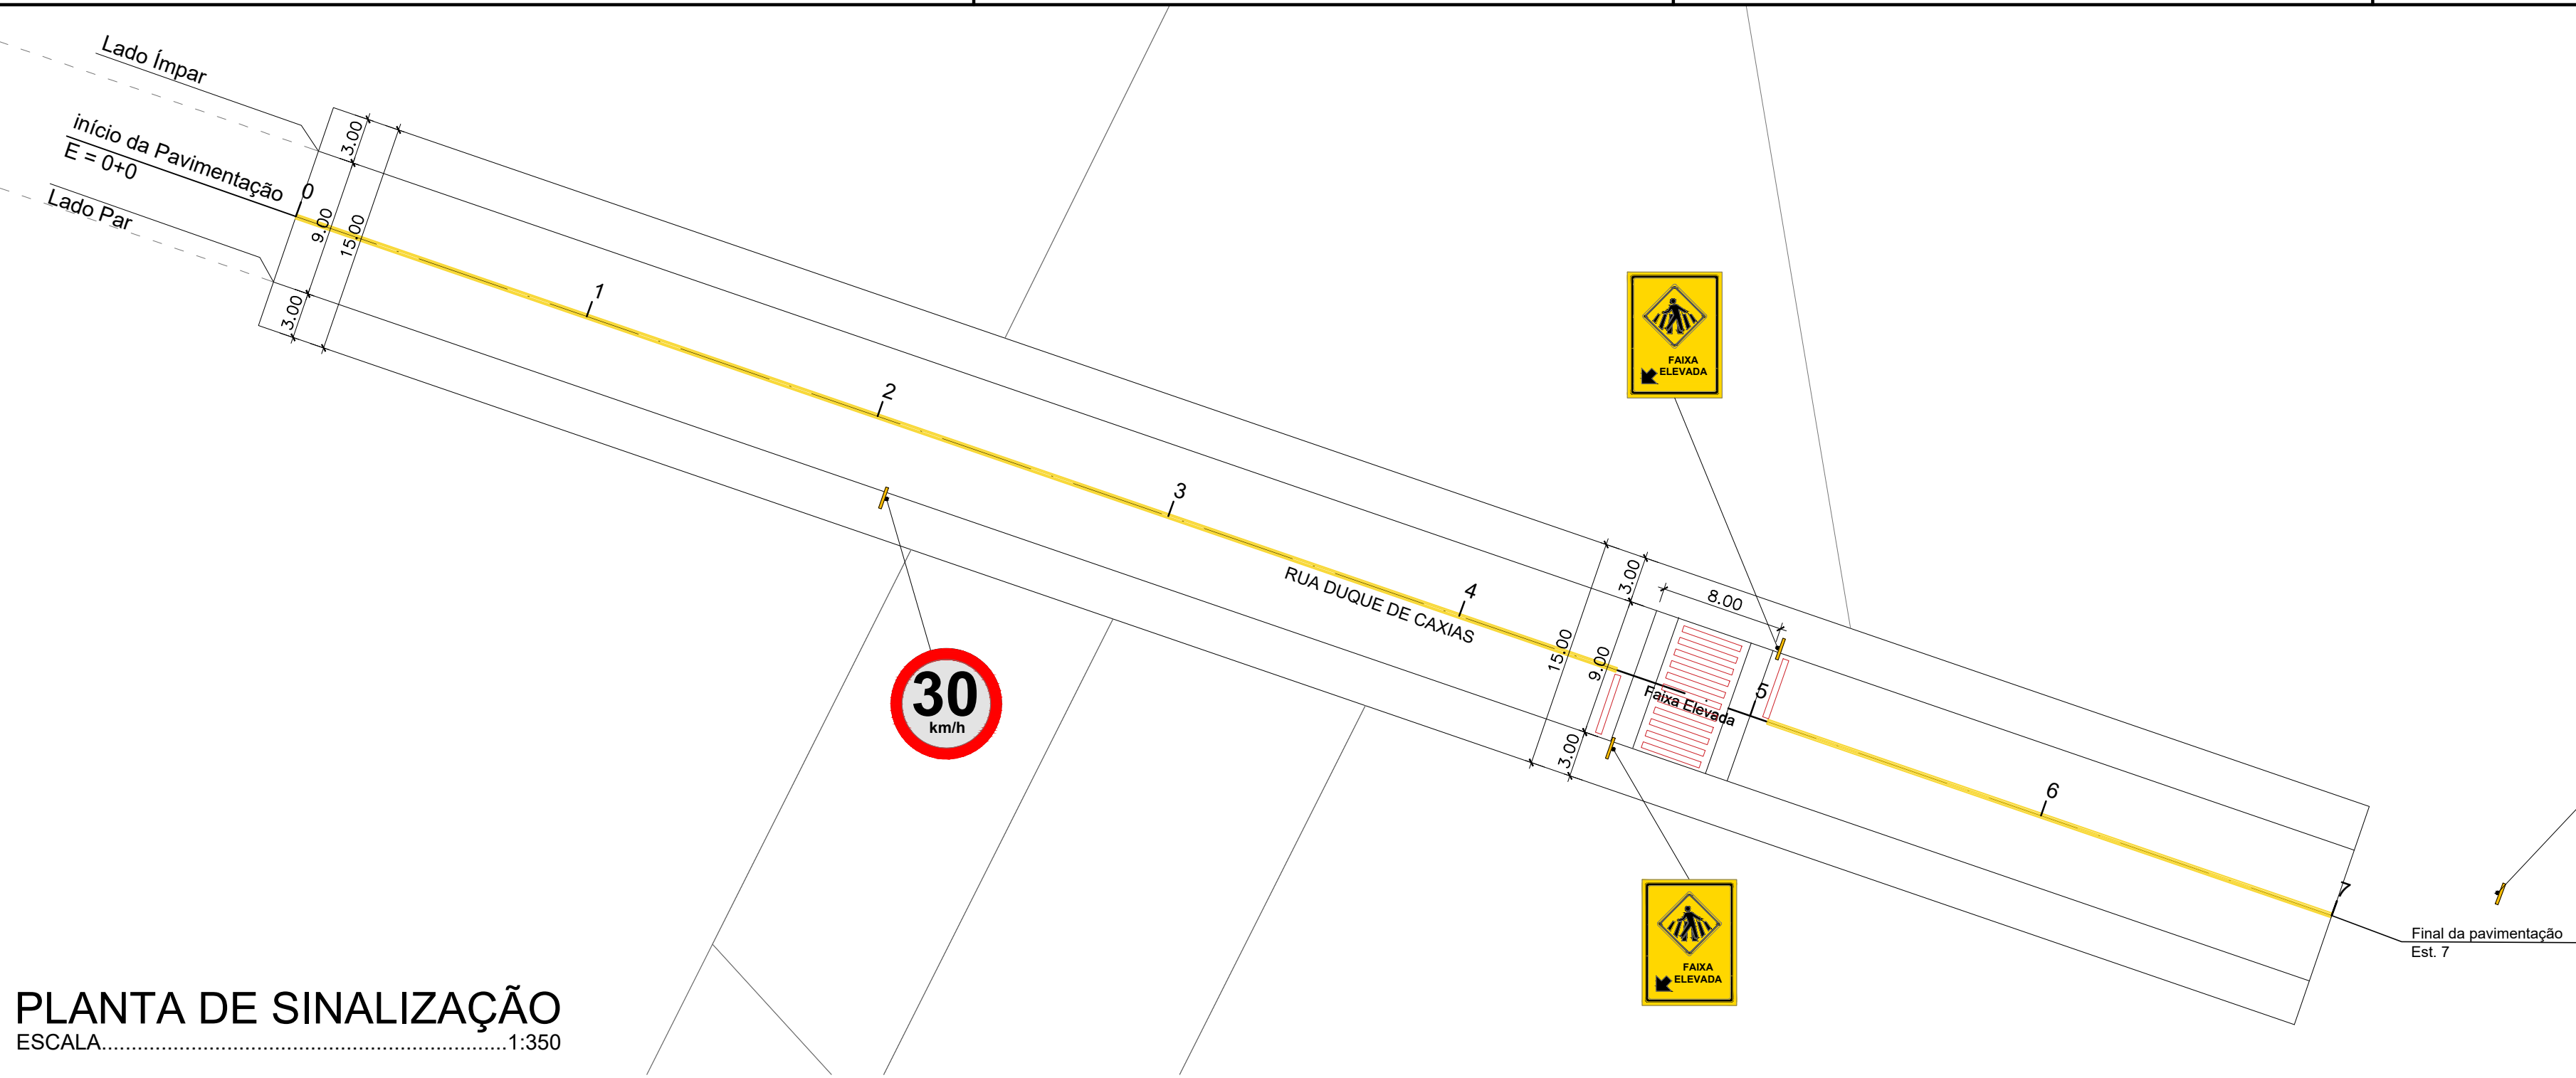 Lado Ímpar
início da Pavimentação
E = 0+0
Lado Par
3.00
9.00
15.00
3.00
0
1
2
3
4
5
6
7
RUA DUQUE DE CAXIAS
15.00
9.00
3.00
3.00
8.00
Faixa Elevada
FAIXA
ELEVADA
30
km/h
FAIXA
ELEVADA
Final da pavimentação
Est. 7
PLANTA DE SINALIZAÇÃO
ESCALA..................................................................1:350